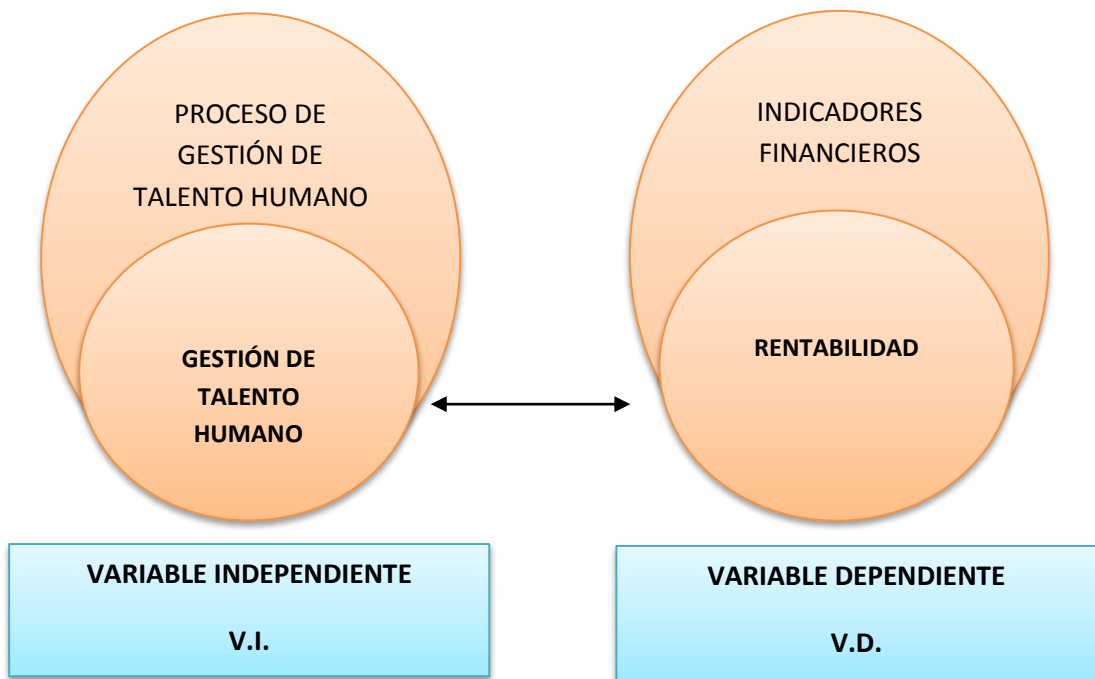 PROCESO DE
GESTIÓN DE
TALENTO HUMANO
GESTIÓN DE
TALENTO
HUMANO
VARIABLE INDEPENDIENTE
V.I.
INDICADORES
FINANCIEROS
RENTABILIDAD
VARIABLE DEPENDIENTE
V.D.